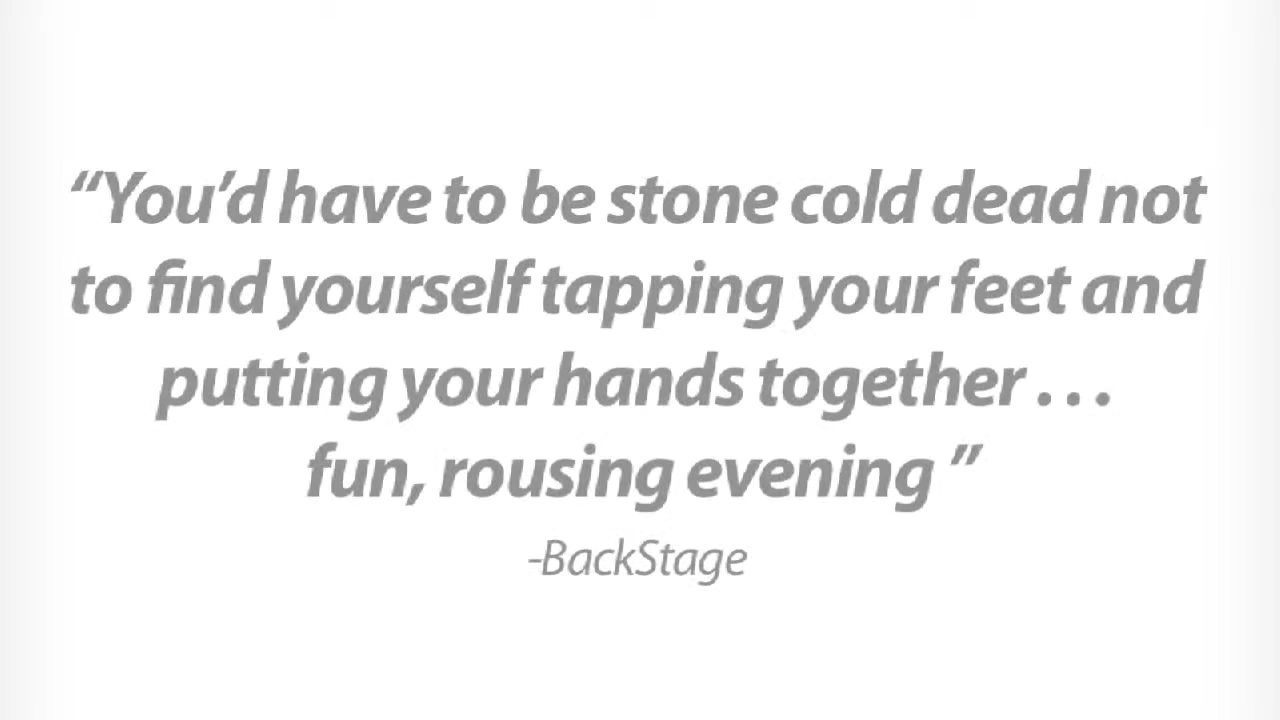 “You’d have to be stone cold dead not
to find yourself tapping your feet and
putting your hands together . . .
fun, rousing evening ”
-BackStage